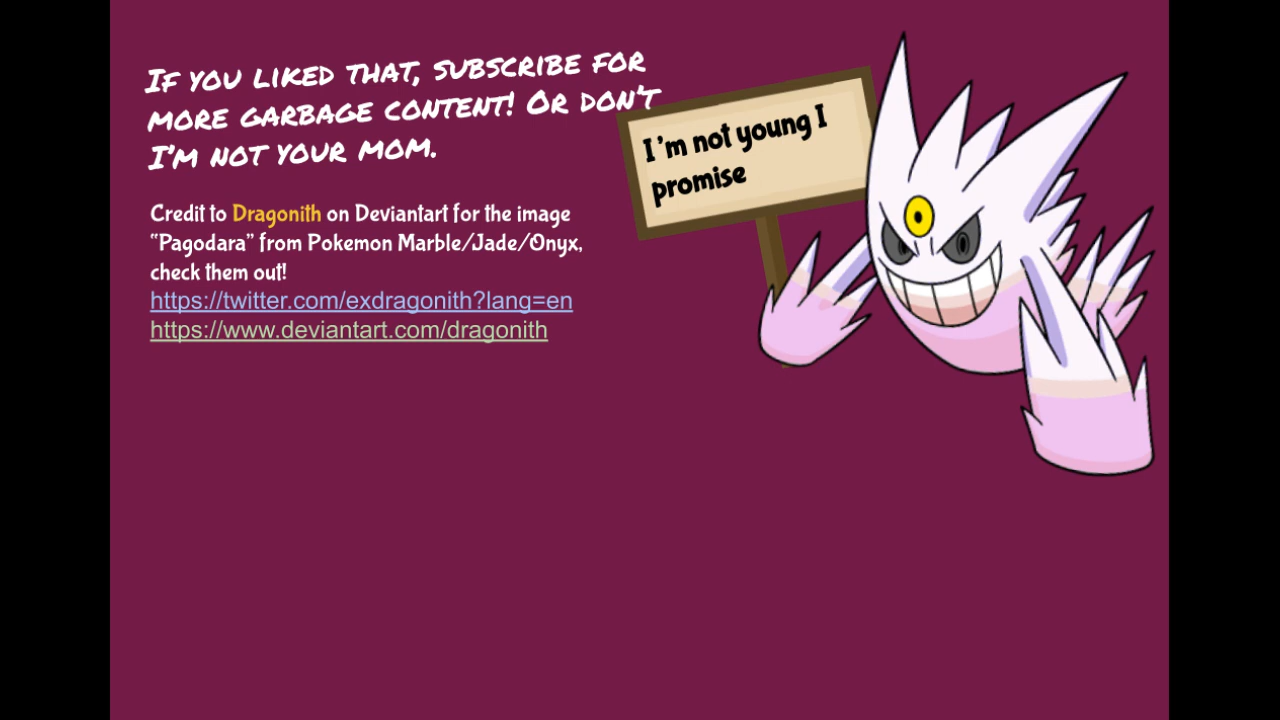 If you liked that, subscribe for
more garbage content! Or don't
I'm not your mom.
I'm not young I
promise
Credit to Dragonith on Deviantart for the image
"Pagodara" from Pokemon Marble/Jade/Onyx,
check them out!
https://twitter.com/exdragonith?lang=en
https://www.deviantart.com/dragonith